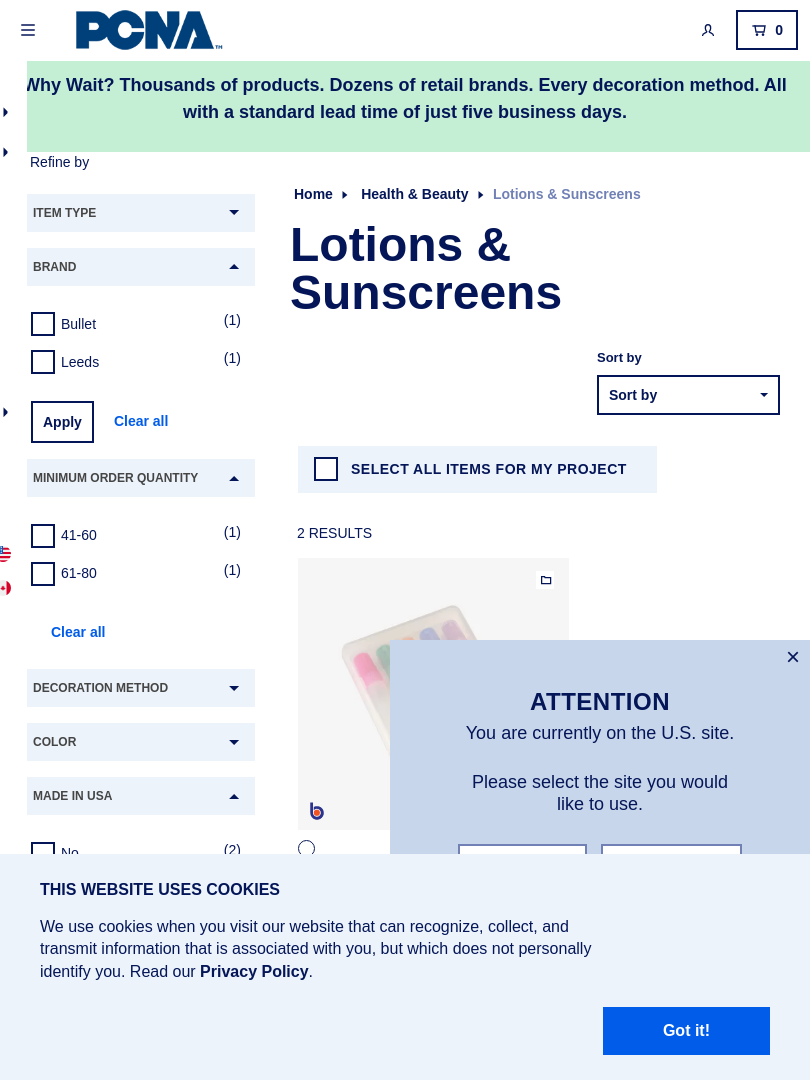 PCNA™
0
Why Wait? Thousands of products. Dozens of retail brands. Every decoration method. All
with a standard lead time of just five business days.
Refine by
ITEM TYPE
BRAND
Bullet (1)
Leeds (1)
Apply Clear all
MINIMUM ORDER QUANTITY
41-60 (1)
61-80 (1)
Clear all
DECORATION METHOD
COLOR
MADE IN USA
No (2)
Home Health & Beauty Lotions & Sunscreens
Lotions &
Sunscreens
Sort by
Sort by
SELECT ALL ITEMS FOR MY PROJECT
2 RESULTS
b
ATTENTION
You are currently on the U.S. site.
Please select the site you would
like to use.
THIS WEBSITE USES COOKIES
We use cookies when you visit our website that can recognize, collect, and
transmit information that is associated with you, but which does not personally
identify you. Read our Privacy Policy.
Got it!